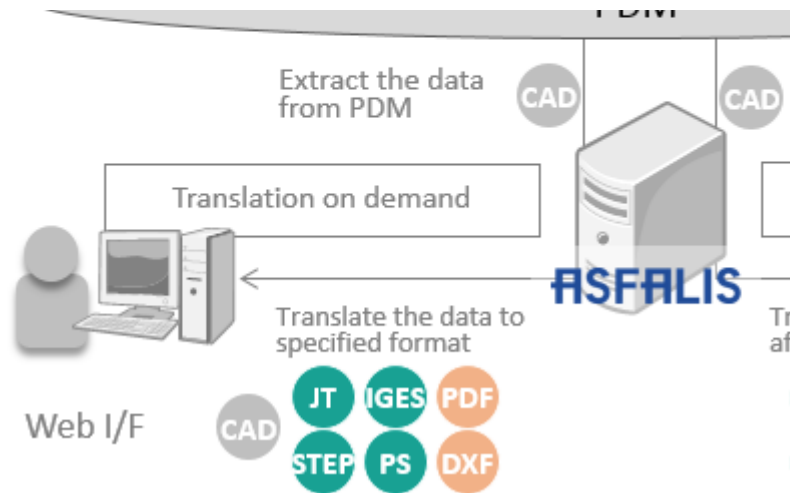 PDM
Extract the data
from PDM
CAD
CAD
Translation on demand
ASFALIS
Translate the data to
specified format
JT
IGES
PDF
Web I/F
CAD
STEP
PS
DXF